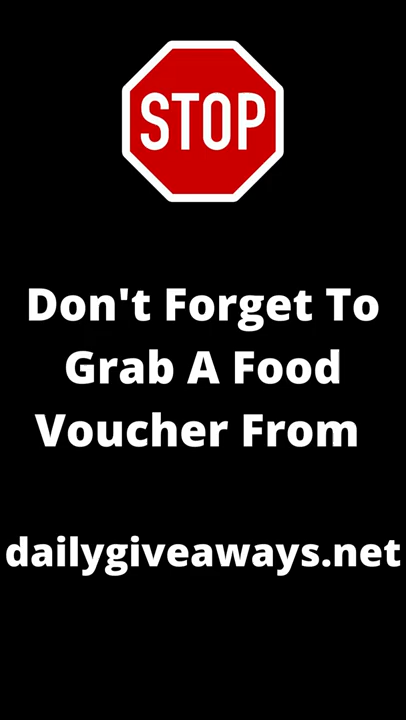 STOP
Don't Forget To
Grab A Food
Voucher From
dailygiveaways.net